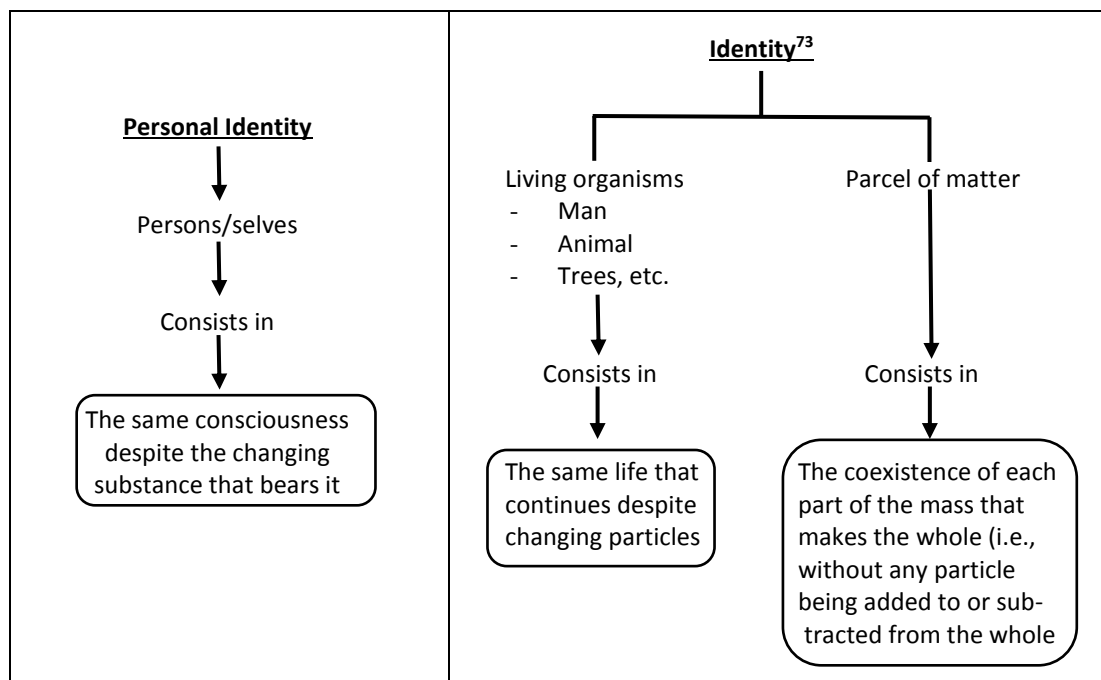 Personal Identity
Persons/selves
Consists in
The same consciousness
despite the changing
substance that bears it
Identity73
Living organisms
- Man
- Animal
- Trees, etc.
Consists in
The same life that
continues despite
changing particles
Parcel of matter
Consists in
The coexistence of each
part of the mass that
makes the whole (i.e.,
without any particle
being added to or sub-
tracted from the whole